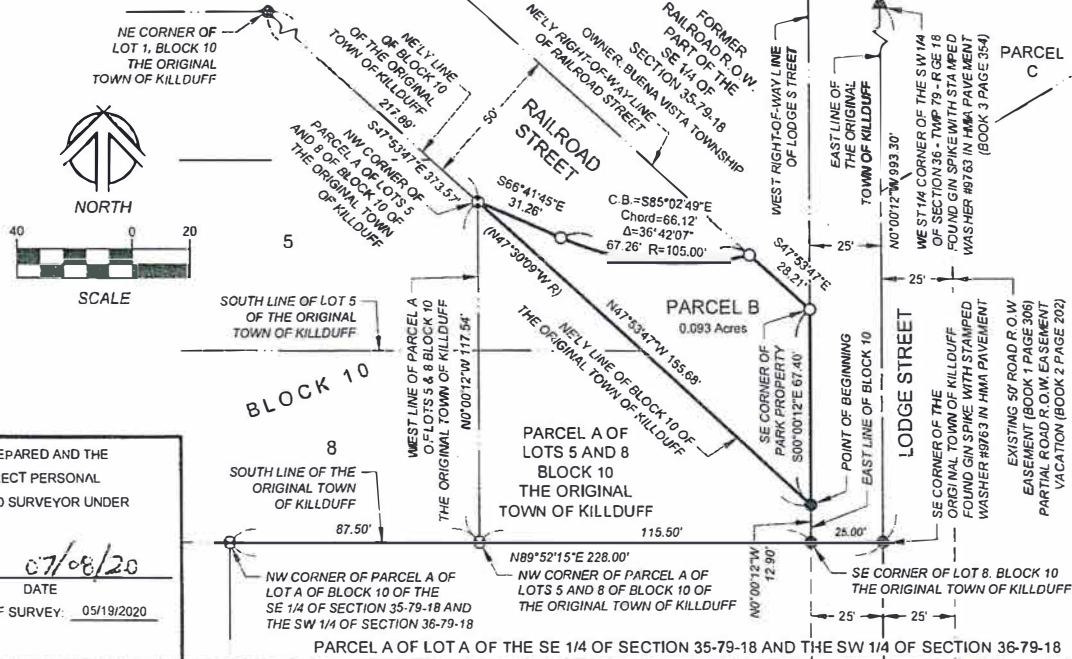 NE CORNER OF
LOT 1, BLOCK 10
THE ORIGINAL
TOWN OF KILLDUFF
NE'LY LINE
OF BLOCK 10
OF THE ORIGINAL
TOWN OF KILLDUFF
217.89'
S47°53'47"E 373.57'
NW CORNER OF
PARCEL A OF LOTS 5
AND 8 OF BLOCK 10 OF
THE ORIGINAL TOWN
OF KILLDUFF
50'
RAILROAD
STREET
NE'LY RIGHT-OF-WAY LINE
OF RAILROAD STREET
FORMER
RAILROAD R.O.W.
PART OF THE
SE 1/4 OF
SECTION 35-79-18
OWNER: BUENA VISTA TOWNSHIP
WEST RIGHT-OF-WAY LINE
OF LODGE STREET
EAST LINE OF
THE ORIGINAL
TOWN OF KILLDUFF
N0°00'12"W 993.30'
WEST 1/4 CORNER OF THE SW 1/4
OF SECTION 36 - TWP 79 - RGE 18
FOUND GIN SPIKE WITH STAMPED
WASHER #9763 IN HMA PAVEMENT
(BOOK 3 PAGE 354)
PARCEL
C
NORTH
40
0
20
SCALE
5
S66°41'45"E
31.26'
C.B.=S85°02'49"E
Chord=66.12'
Δ=36°42'07"
67.26' R=105.00'
S47°53'47"E
28.21'
25'
25'
PARCEL B
0.093 Acres
(N47°30'09"W R)
N47°53'47"W 155.68'
NE'LY LINE OF BLOCK 10 OF
THE ORIGINAL TOWN OF KILLDUFF
SOUTH LINE OF LOT 5
OF THE ORIGINAL
TOWN OF KILLDUFF
BLOCK 10
WEST LINE OF PARCEL A
OF LOTS 5 & 8 BLOCK 10
THE ORIGINAL TOWN OF KILLDUFF
N0°00'12"W 117.54'
SE CORNER OF
PARK PROPERTY
S00°00'12"E 67.40'
POINT OF BEGINNING
EAST LINE OF BLOCK 10
LODGE STREET
SE CORNER OF THE
ORIGINAL TOWN OF KILLDUFF
FOUND GIN SPIKE WITH STAMPED
WASHER #9763 IN HMA PAVEMENT
EXISTING 50' ROAD R.O.W.
EASEMENT (BOOK 1 PAGE 306)
PARTIAL ROAD R.O.W. EASEMENT
VACATION (BOOK 2 PAGE 202)
8
SOUTH LINE OF THE
ORIGINAL TOWN
OF KILLDUFF
PARCEL A OF
LOTS 5 AND 8
BLOCK 10
THE ORIGINAL
TOWN OF KILLDUFF
87.50'
115.50'
25.00'
N89°52'15"E 228.00'
N0°00'12"W
12.90'
NW CORNER OF PARCEL A OF
LOT A OF BLOCK 10 OF THE
SE 1/4 OF SECTION 35-79-18 AND
THE SW 1/4 OF SECTION 36-79-18
NW CORNER OF PARCEL A OF
LOTS 5 AND 8 OF BLOCK 10 OF
THE ORIGINAL TOWN OF KILLDUFF
SE CORNER OF LOT 8, BLOCK 10
THE ORIGINAL TOWN OF KILLDUFF
25'
25'
PARCEL A OF LOT A OF THE SE 1/4 OF SECTION 35-79-18 AND THE SW 1/4 OF SECTION 36-79-18
EPARED AND THE
ECT PERSONAL
SURVEYOR UNDER
07/08/20
DATE
F SURVEY: 05/19/2020